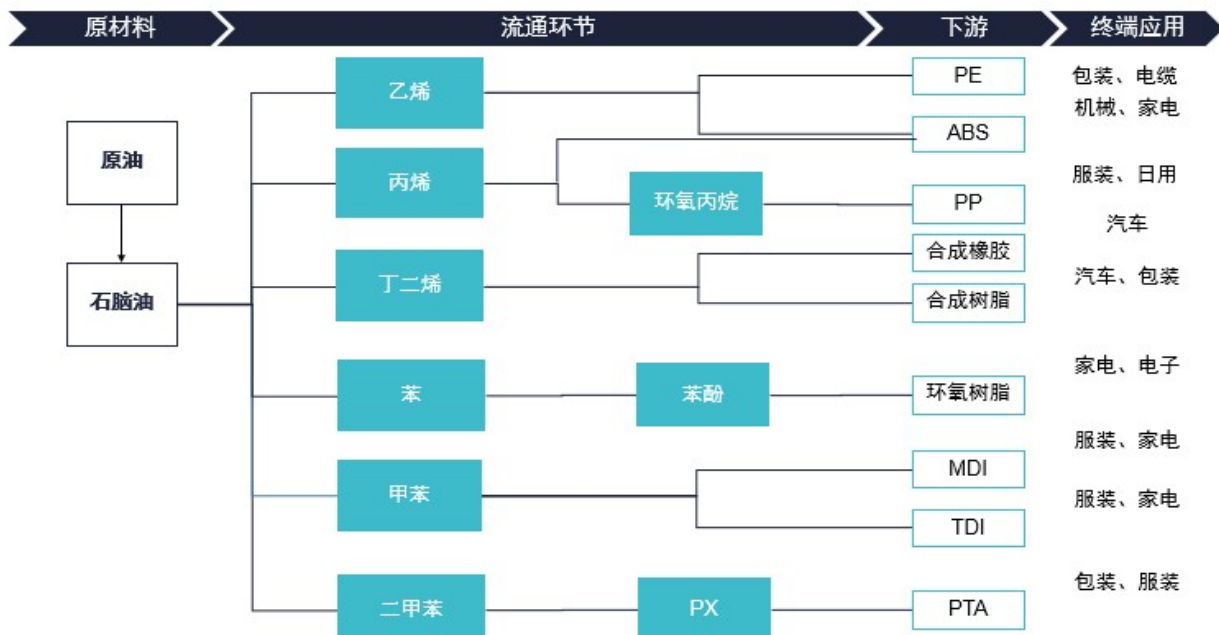 原材料
流通环节
下游
终端应用
原油
石脑油
乙烯
丙烯
环氧丙烷
丁二烯
苯
苯酚
甲苯
二甲苯
PX
PE
ABS
PP
合成橡胶
合成树脂
环氧树脂
MDI
TDI
PTA
包装、电缆
机械、家电
服装、日用
汽车
汽车、包装
家电、电子
服装、家电
服装、家电
包装、服装